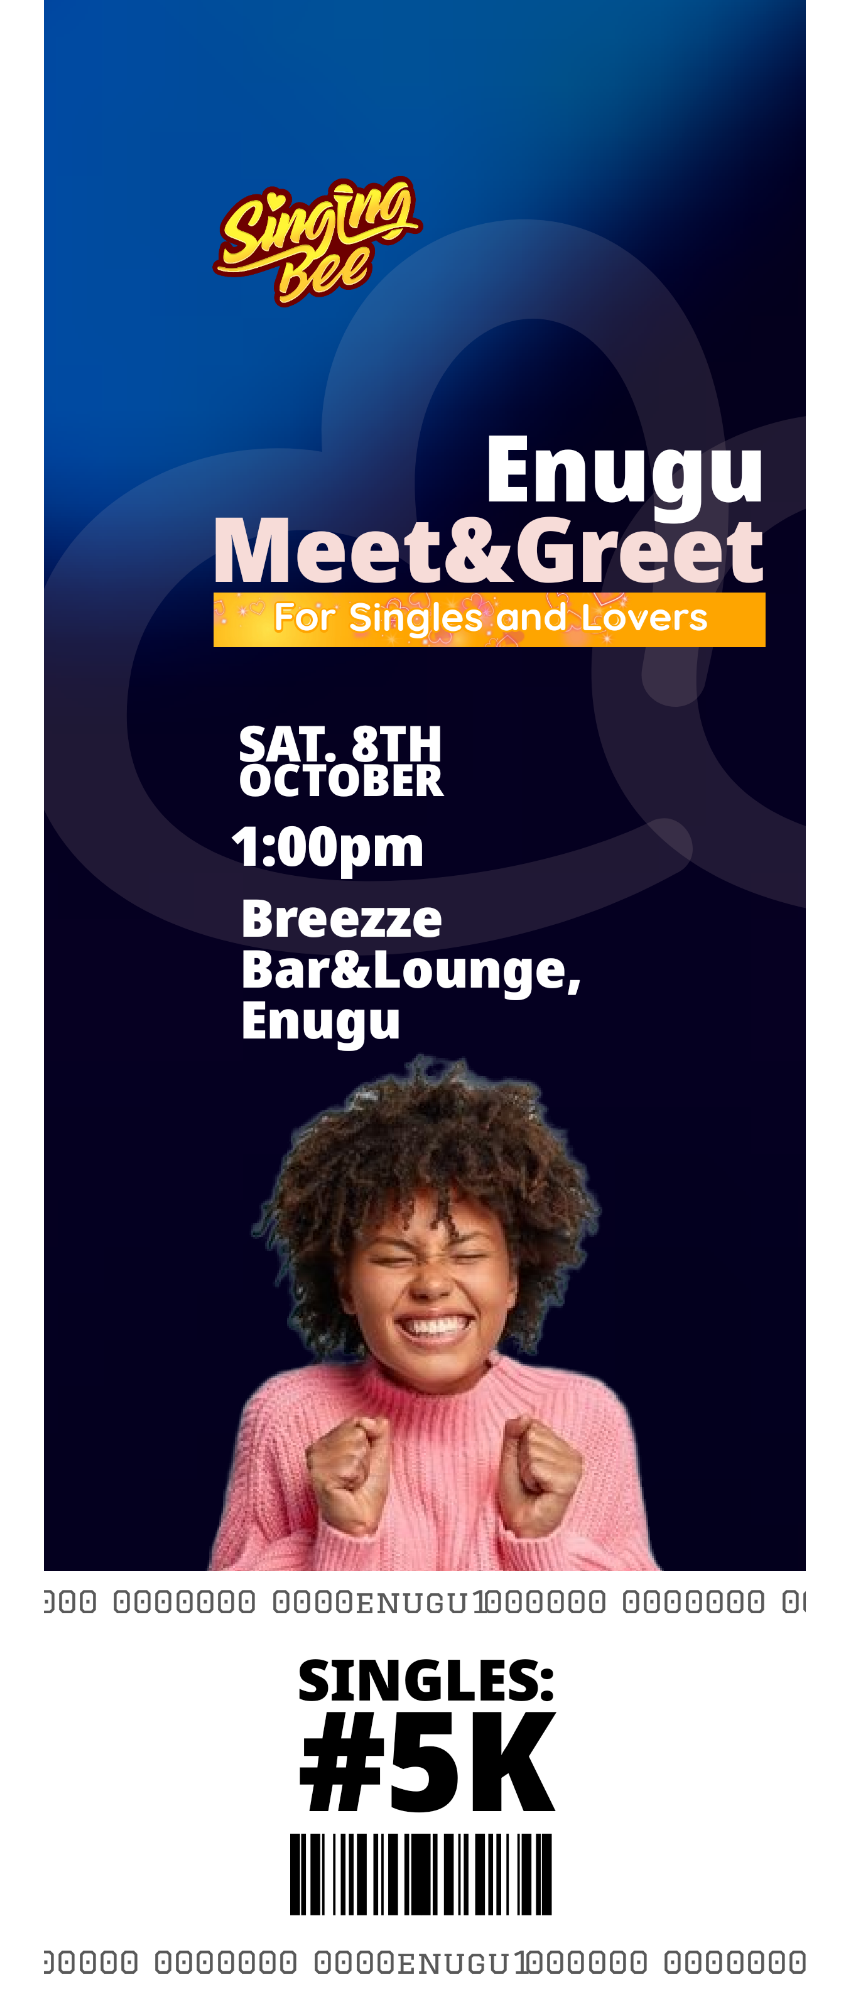 Singing
Bee
Enugu
Meet&Greet
For Singles and Lovers
SAT. 8TH
OCTOBER
1:00pm
Breezze
Bar&Lounge,
Enugu
000 0000000 0000ENUGU1000000 0000000 00
SINGLES:
#5K
00000 0000000 0000ENUGU1000000 0000000